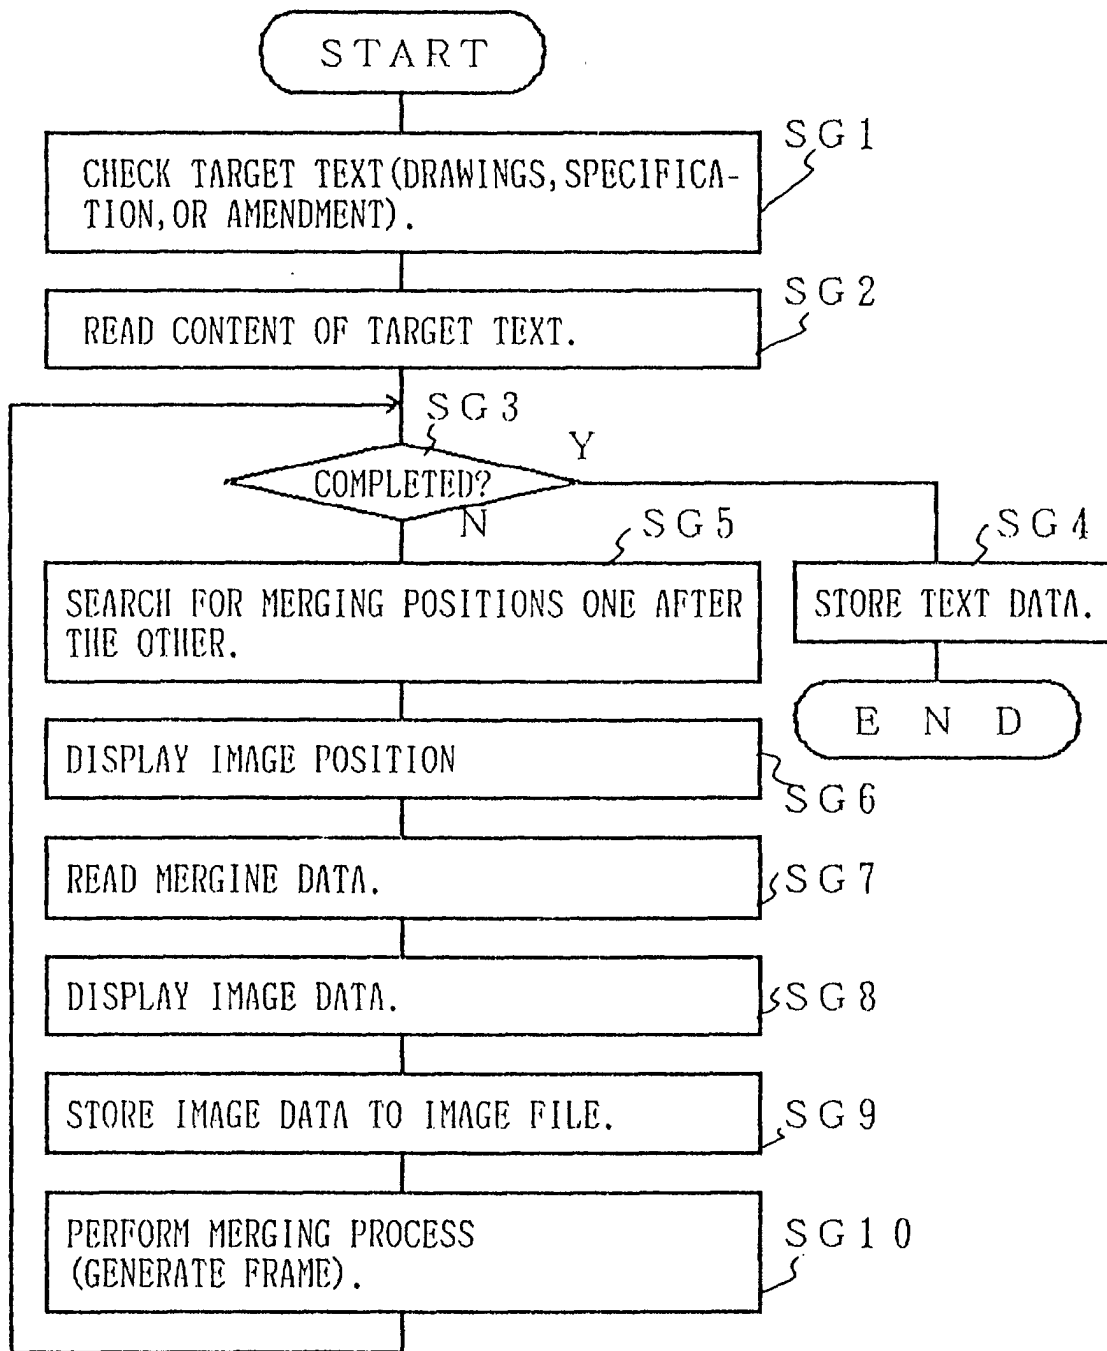 START
SG1
CHECK TARGET TEXT(DRAWINGS, SPECIFICA-
TION, OR AMENDMENT).
SG2
READ CONTENT OF TARGET TEXT.
SG3
COMPLETED?
Y
N
SG5
SEARCH FOR MERGING POSITIONS ONE AFTER
THE OTHER.
SG4
STORE TEXT DATA.
END
DISPLAY IMAGE POSITION
SG6
READ MERGINE DATA.
SG7
DISPLAY IMAGE DATA.
SG8
STORE IMAGE DATA TO IMAGE FILE.
SG9
PERFORM MERGING PROCESS
(GENERATE FRAME).
SG10